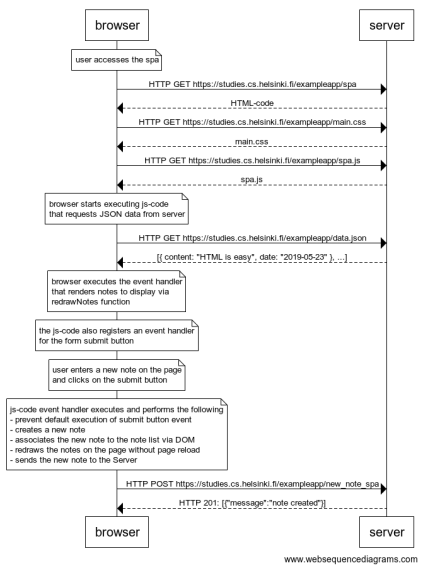 browser
server
user accesses the spa
HTTP GET https://studies.cs.helsinki.fi/exampleapp/spa
HTML-code
HTTP GET https://studies.cs.helsinki.fi/exampleapp/main.css
main.css
HTTP GET https://studies.cs.helsinki.fi/exampleapp/spa.js
spa.js
browser starts executing js-code
that requests JSON data from server
HTTP GET https://studies.cs.helsinki.fi/exampleapp/data.json
[{ content: "HTML is easy", date: "2019-05-23" }, ...]
browser executes the event handler
that renders notes to display via
redrawNotes function
the js-code also registers an event handler
for the form submit button
user enters a new note on the page
and clicks on the submit button
js-code event handler executes and performs the following
- prevent default execution of submit button event
- creates a new note
- associates the new note to the note list via DOM
- redraws the notes on the page without page reload
- sends the new note to the Server
HTTP POST https://studies.cs.helsinki.fi/exampleapp/new_note_spa
HTTP 201: [{"message":"note created"}]
browser
server
www.websequencediagrams.com